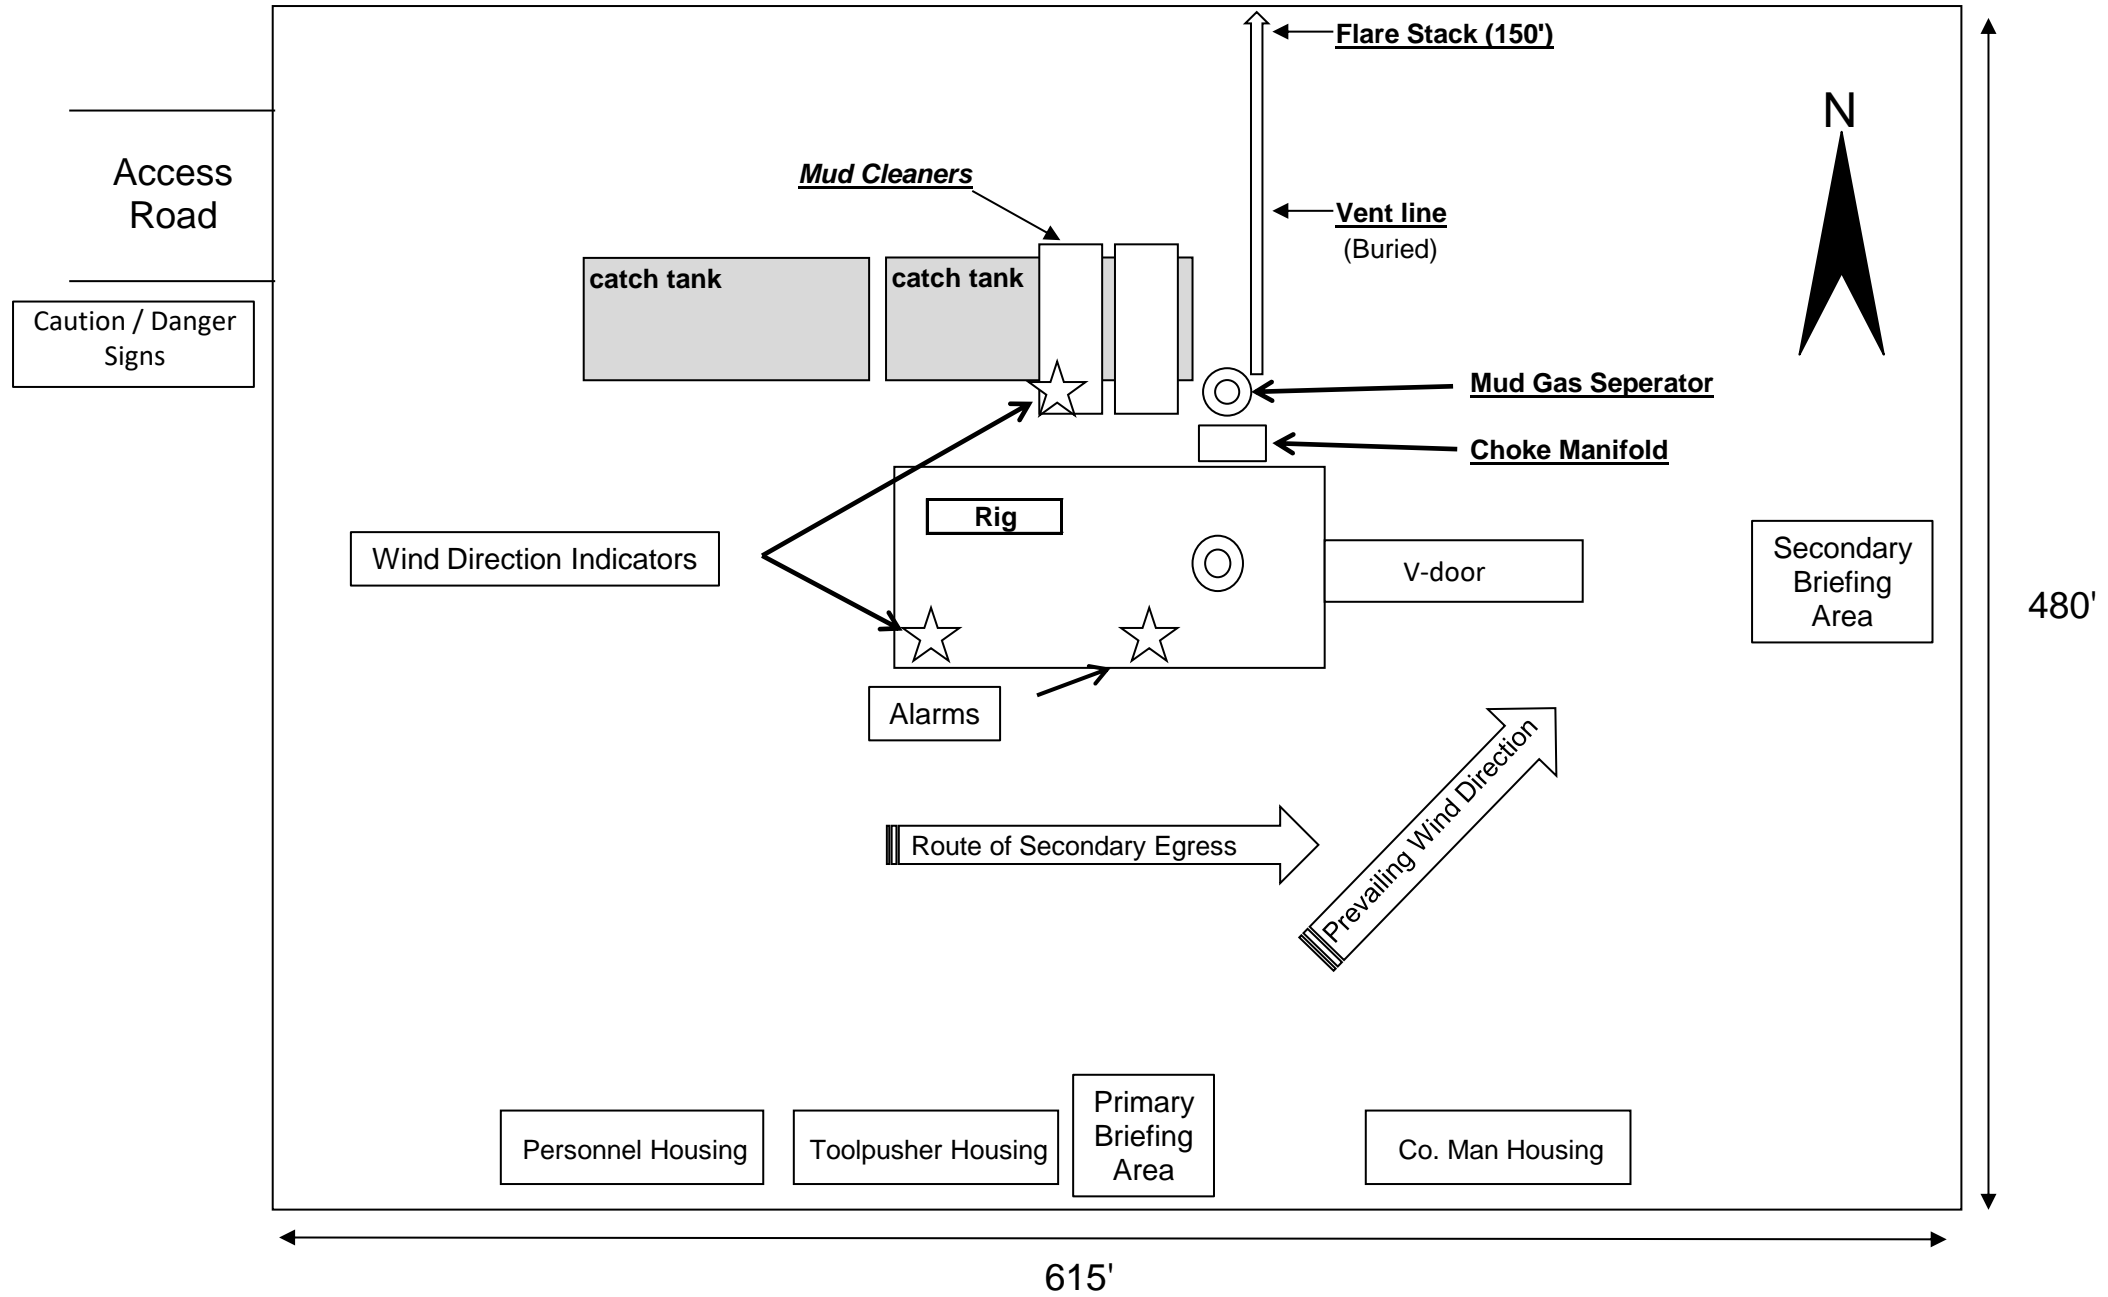 Flare Stack (150')
N
Access
Road
Mud Cleaners
Vent line
(Buried)
catch tank
catch tank
Caution / Danger
Signs
Mud Gas Seperator
Choke Manifold
Rig
Wind Direction Indicators
V-door
Secondary
Briefing
Area
480'
Alarms
Prevailing Wind Direction
Route of Secondary Egress
Personnel Housing
Toolpusher Housing
Primary
Briefing
Area
Co. Man Housing
615'